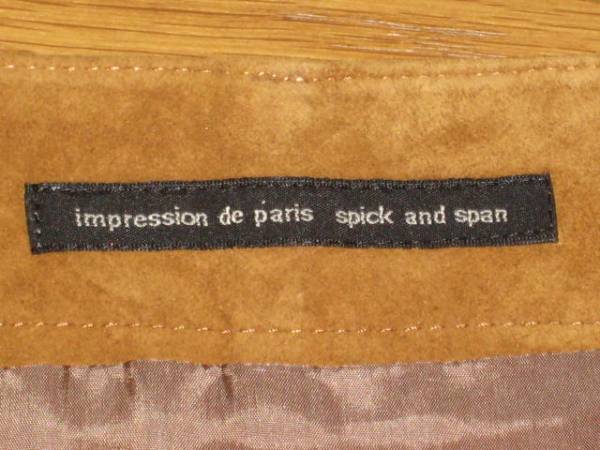 impression de paris spick and span